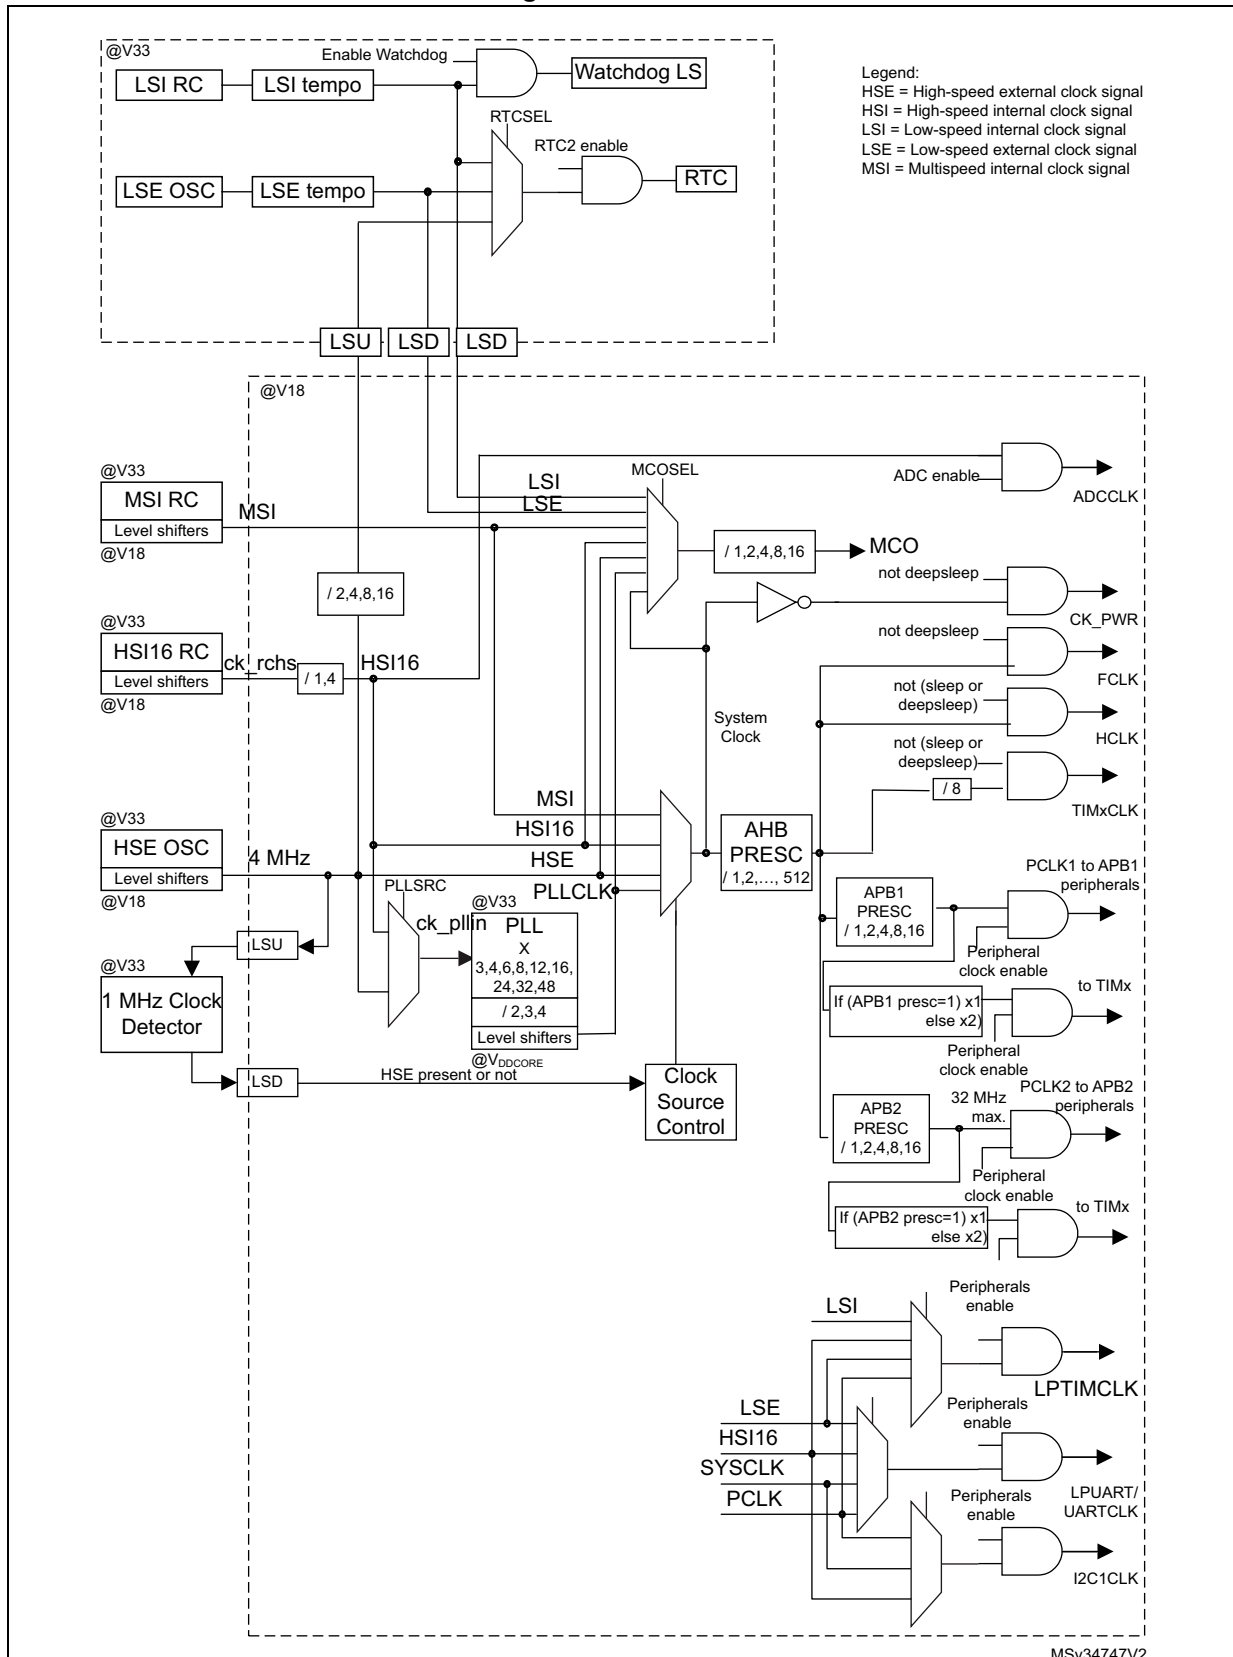 @V33
Enable Watchdog
LSI RC
LSI tempo
Watchdog LS
Legend:
HSE = High-speed external clock signal
HSI = High-speed internal clock signal
LSI = Low-speed internal clock signal
LSE = Low-speed external clock signal
MSI = Multispeed internal clock signal
RTCSEL
RTC2 enable
LSE OSC
LSE tempo
RTC
LSU
LSD
LSD
@V18
@V33
MSI RC
Level shifters
@V18
MSI
LSI
LSE
MCOSEL
ADC enable
ADCCLK
/ 1,2,4,8,16
MCO
/ 2,4,8,16
not deepsleep
CK_PWR
@V33
HSI16 RC
Level shifters
@V18
ck_rchs
/ 1,4
HSI16
not deepsleep
FCLK
not (sleep or
deepsleep)
HCLK
System
Clock
not (sleep or
deepsleep)
/ 8
TIMxCLK
@V33
HSE OSC
Level shifters
@V18
4 MHz
MSI
HSI16
HSE
PLLCLK
AHB
PRESC
/ 1,2,..., 512
PLLSRC
ck_pllin
@V33
PLL
X
3,4,6,8,12,16,
24,32,48
/ 2,3,4
Level shifters
@VDDCORE
APB1
PRESC
/ 1,2,4,8,16
PCLK1 to APB1
peripherals
Peripheral
clock enable
LSU
@V33
1 MHz Clock
Detector
LSD
HSE present or not
Clock
Source
Control
If (APB1 presc=1) x1
else x2)
to TIMx
Peripheral
clock enable
APB2
PRESC
/ 1,2,4,8,16
32 MHz
max.
PCLK2 to APB2
peripherals
Peripheral
clock enable
If (APB2 presc=1) x1
else x2)
to TIMx
LSI
Peripherals
enable
LPTIMCLK
LSE
HSI16
SYSCLK
PCLK
Peripherals
enable
LPUART/
UARTCLK
Peripherals
enable
I2C1CLK
MSv34747V2